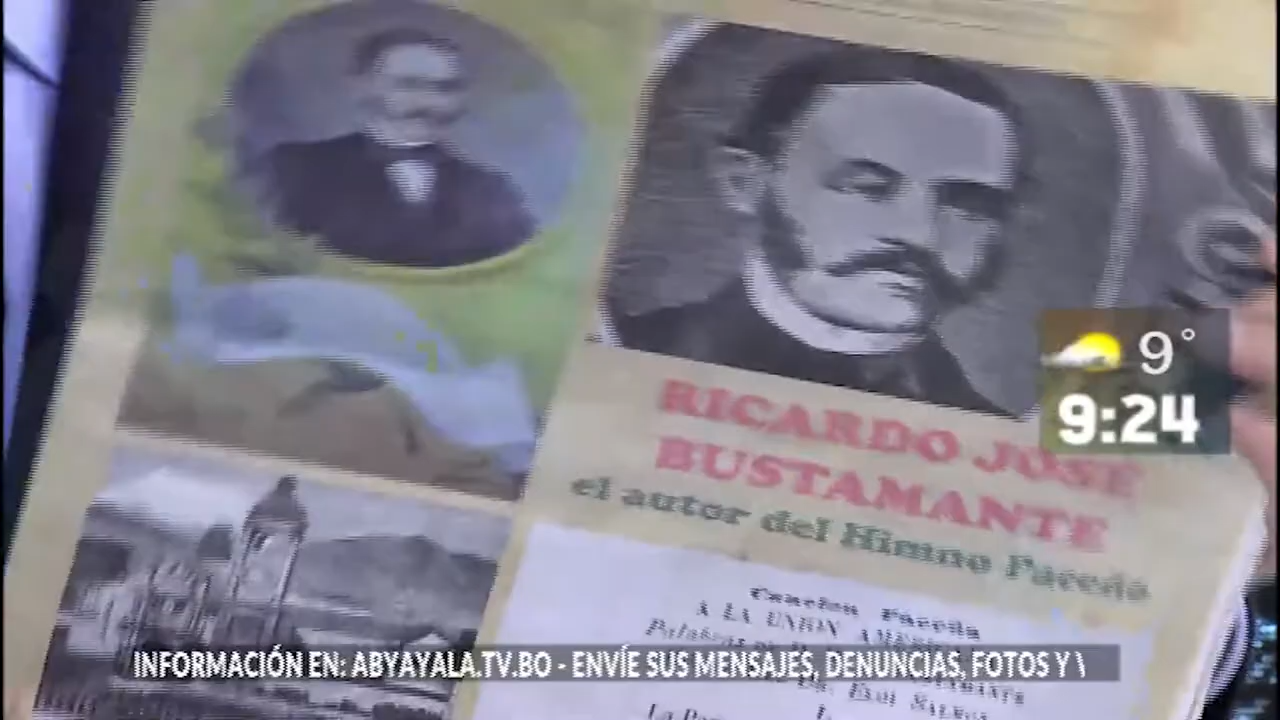 9°
9:24
RICARDO JOSÉ
BUSTAMANTE
el autor del Himno Paceño
Cancion Paceña
A LA UNION
INFORMACIÓN EN: ABYAYALA.TV.BO - ENVÍE SUS MENSAJES, DENUNCIAS, FOTOS Y